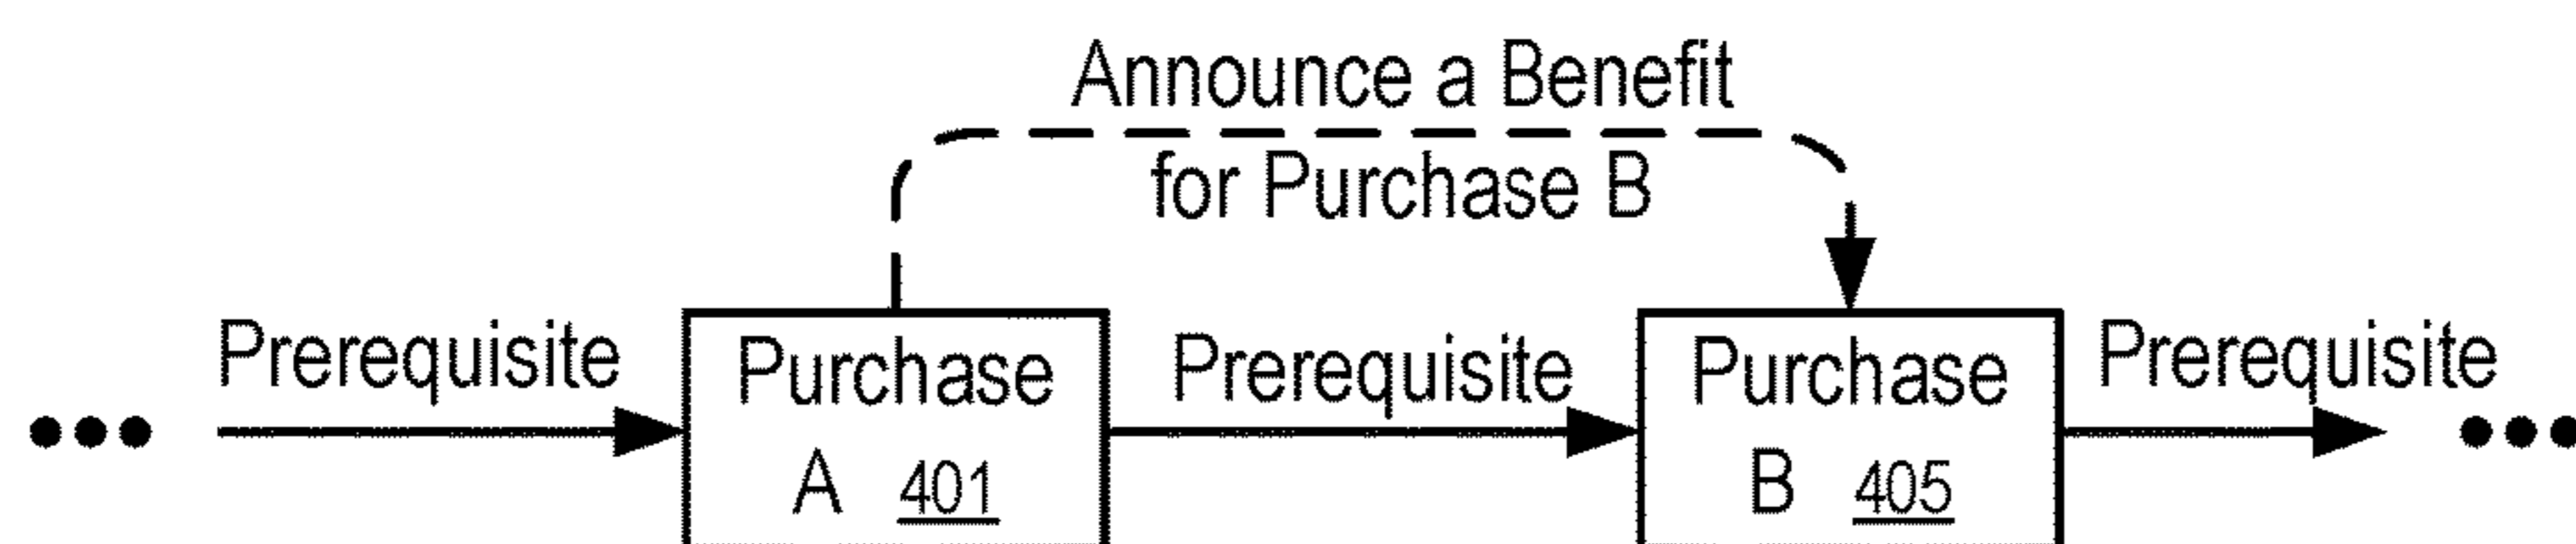 Announce a Benefit
for Purchase B
Prerequisite
Purchase
A 401
Prerequisite
Purchase
B 405
Prerequisite